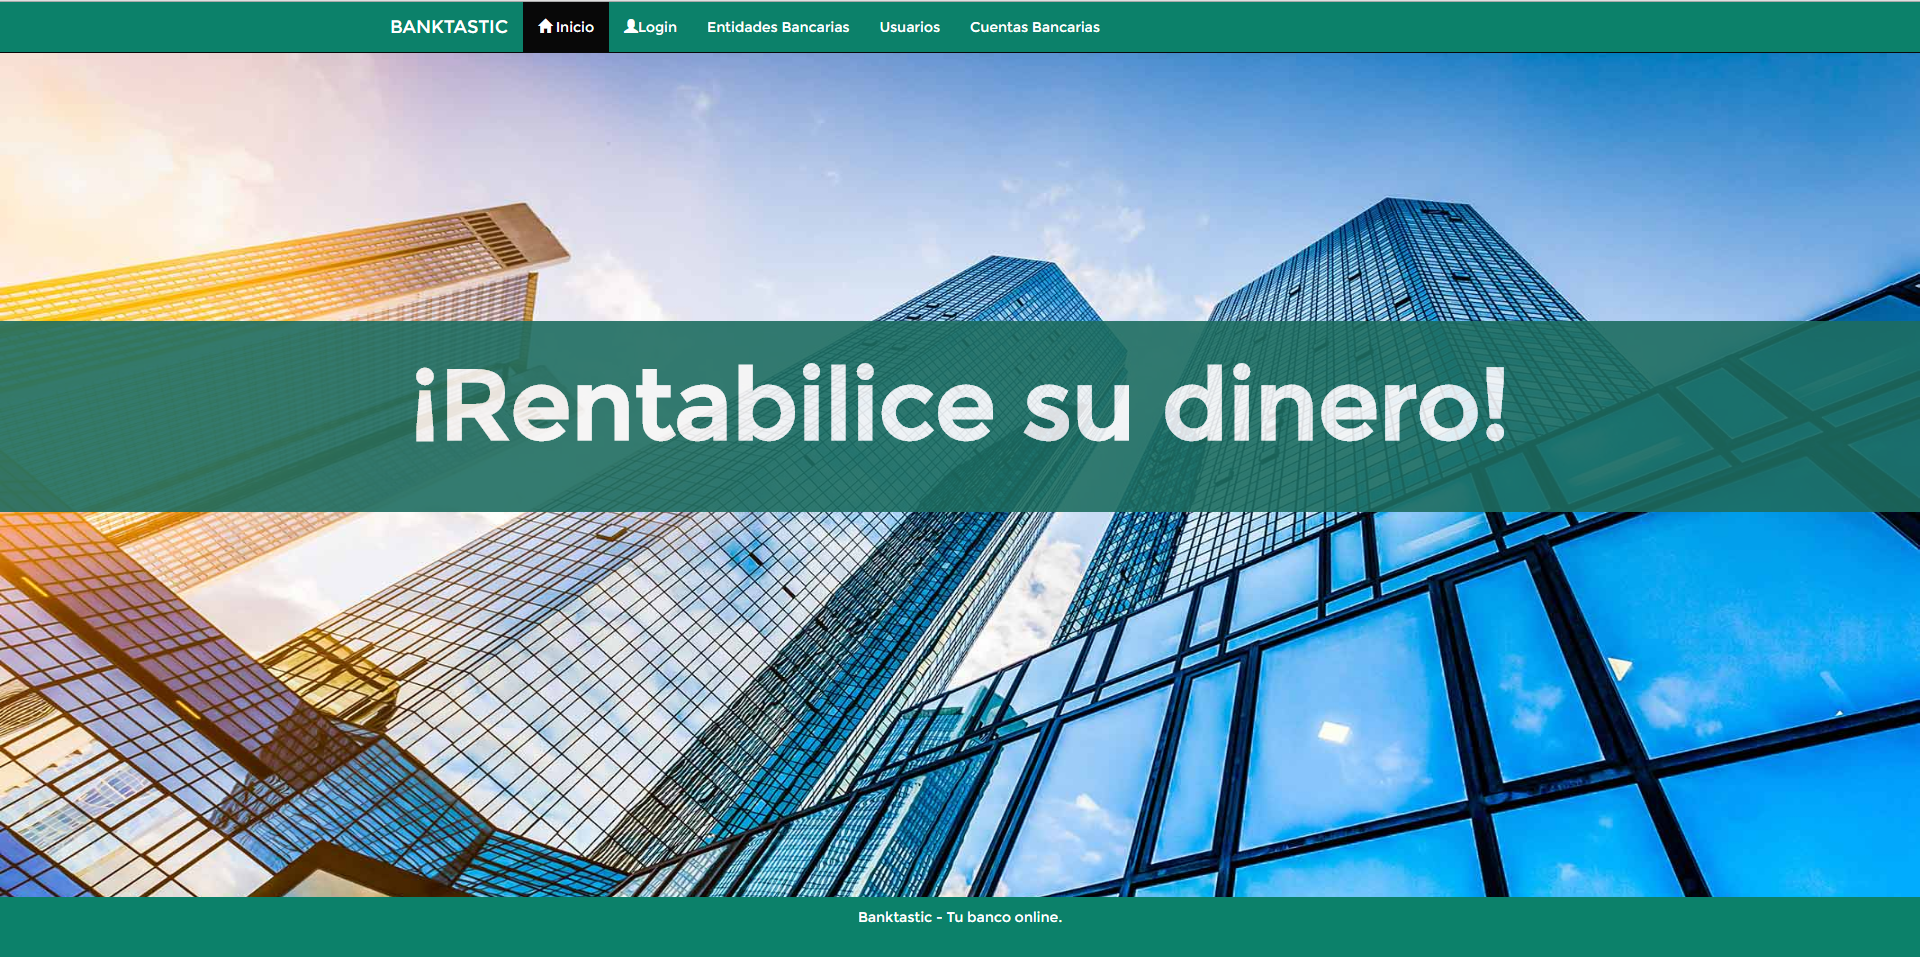 BANKTASTIC Inicio Login Entidades Bancarias Usuarios Cuentas Bancarias
¡Rentabilice su dinero!
Banktastic - Tu banco online.